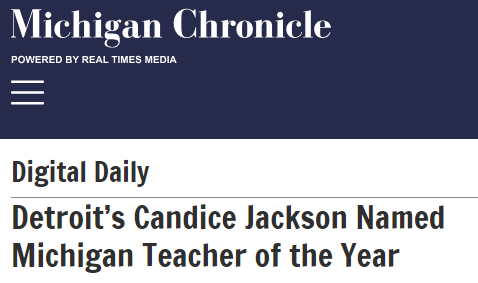 Michigan Chronicle
POWERED BY REAL TIMES MEDIA
Digital Daily
Detroit’s Candice Jackson Named
Michigan Teacher of the Year